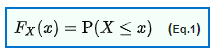 F_X(x) = P(X ≤ x) (Eq.1)